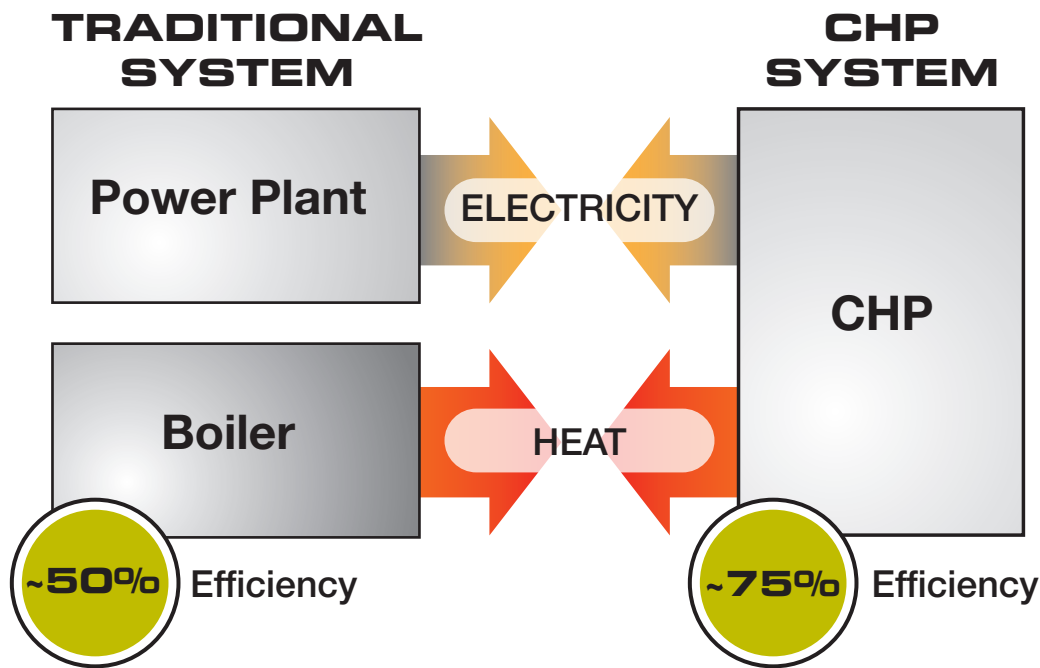 TRADITIONAL
SYSTEM
CHP
SYSTEM
Power Plant
ELECTRICITY
CHP
Boiler
HEAT
~50% Efficiency
~75% Efficiency